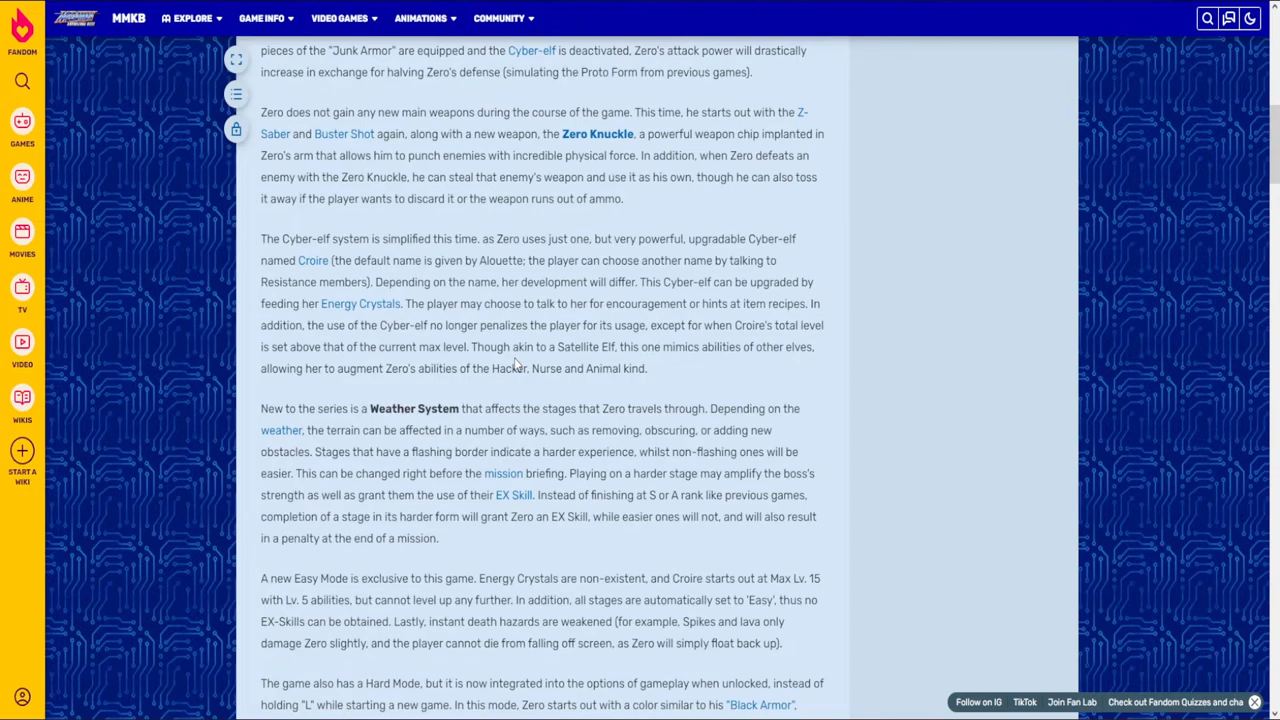 MMKB
EXPLORE
GAME INFO
VIDEO GAMES
ANIMATIONS
COMMUNITY
FANDOM
GAMES
ANIME
MOVIES
TV
VIDEO
WIKIS
START A
WIKI
pieces of the "Junk Armor" are equipped and the Cyber-elf is deactivated, Zero's attack power will drastically
increase in exchange for halving Zero's defense (simulating the Proto Form from previous games).
Zero doesn't gain any new main weapons during the course of the game this time, he starts out with the Z-
Saber and Buster Shot again, along with a new weapon, the Zero Knuckle, a powerful weapon chip implanted in
Zero's arm that allows him to punch enemies with incredible physical force. In addition, when Zero defeats an
enemy with the Zero Knuckle, he can steal that enemy's weapon and use it as his own, though he can also toss
it away if the player wants to discard it or the weapon runs out of ammo.
The Cyber-elf system is simplified this time. as Zero uses just one, but very powerful, upgradable Cyber-elf
named Croire (the default name is given by Alouette; the player can choose another name by talking to
Resistance members). Depending on the name, her development will differ. This Cyber-elf can be upgraded by
feeding her Energy Crystals. The player may choose to talk to her for encouragement or hints at item recipes. In
addition, the use of the Cyber-elf no longer penalizes the player for its usage, except for when Croire's total level
is set above that of the current max level. Though akin to a Satellite Elf, this one mimics abilities of other elves,
allowing her to augment Zero's abilities of the Hacker, Nurse and Animal kind.
New to the series is a Weather System that affects the stages that Zero travels through. Depending on the
weather, the terrain can be affected in a number of ways, such as removing, obscuring, or adding new
obstacles. Stages that have a flashing border indicate a harder experience, whilst non-flashing ones will be
easier. This can be changed right before the stage briefing. Playing on a harder stage may amplify the boss's
strength as well as grant them the use of their EX Skill. Instead of finishing at S or A rank like previous games,
completion of a stage in its harder form will grant Zero an EX Skill, while easier ones will not, and will also result
in a penalty at the end of a mission.
A new Easy Mode is exclusive to this game. Energy Crystals are non-existent, and Croire starts out at Max Lv. 15
with Lv. 5 abilities, but cannot level up any further. In addition, all stages are automatically set to 'Easy', thus no
EX-Skills can be obtained. Lastly, instant death hazards are weakened (for example, Spikes and lava only
damage Zero slightly, and the player cannot die from falling off screen, as Zero will simply float back up).
The game also has a Hard Mode, but it is now integrated into the options of gameplay when unlocked, instead of
holding "L" when starting a new game. In this mode, Zero starts out with a color similar to his "Black Armor",
Follow on IG
TikTok
Join Fan Lab
Check out Fandom Quizzes and cha